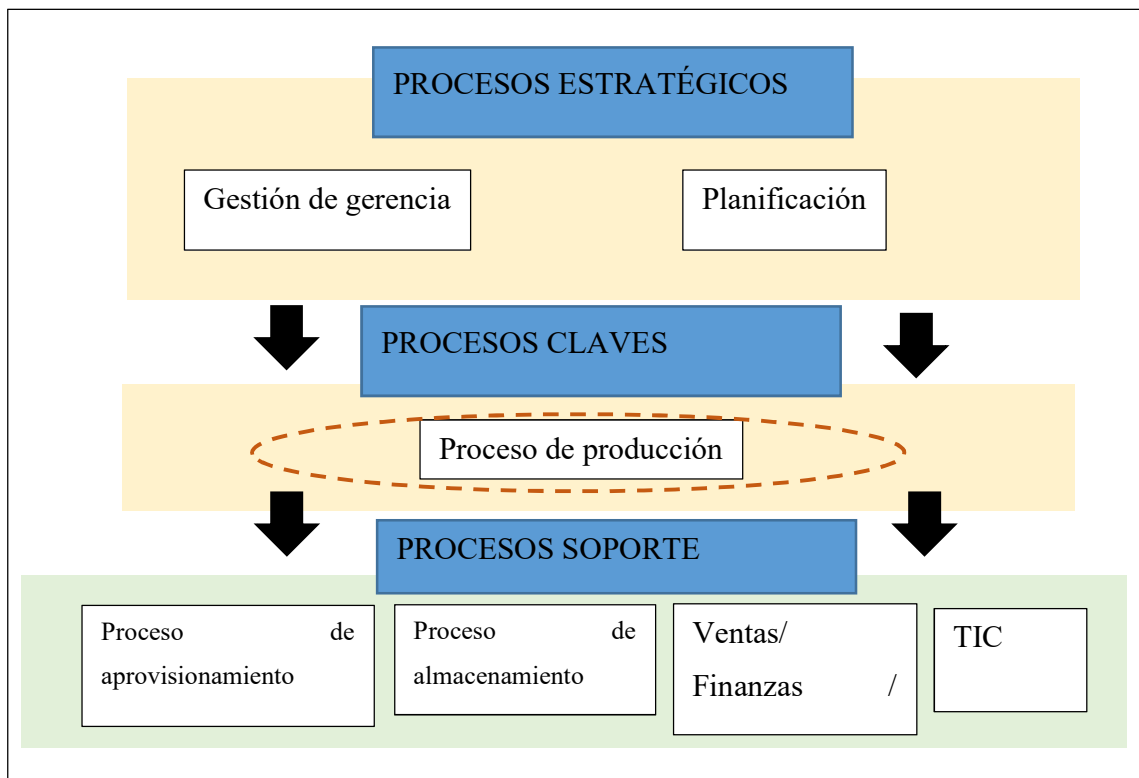 PROCESOS ESTRATÉGICOS
Gestión de gerencia
Planificación
PROCESOS CLAVES
Proceso de producción
PROCESOS SOPORTE
Proceso de
aprovisionamiento
Proceso de
almacenamiento
Ventas/
Finanzas /
TIC